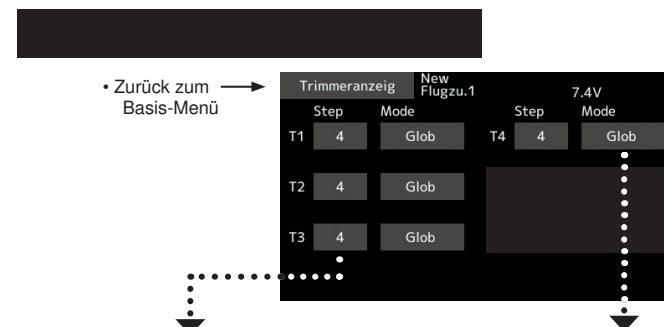 • Zurück zum
Basis-Menü
Trimmeranzeig
New
Flugzu.1
7.4V
Step Mode Step Mode
T1 4 Glob T4 4 Glob
T2 4 Glob
T3 4 Glob